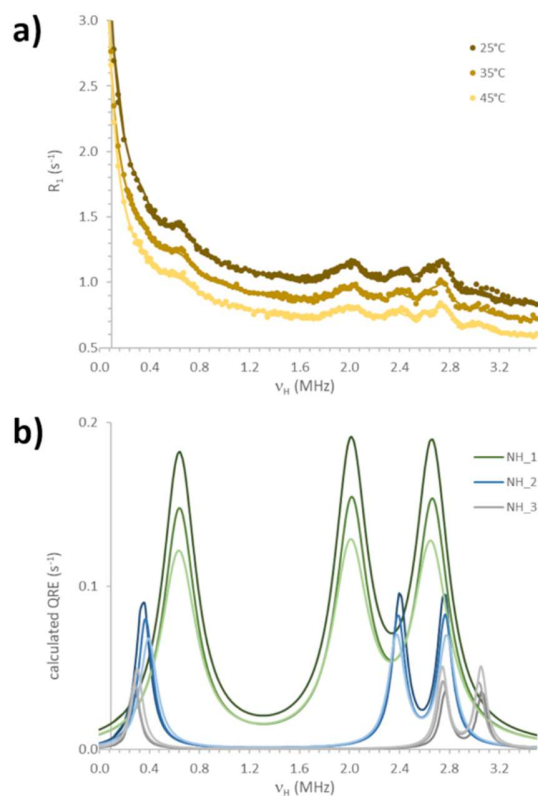 a)
3.0
2.5
2.0
1.5
1.0
0.5
R₁ (s⁻¹)
25°C
35°C
45°C
0.0 0.4 0.8 1.2 1.6 2.0 2.4 2.8 3.2
νH (MHz)
b)
0.2
0.1
0.0
calculated QRE (s⁻¹)
NH_1
NH_2
NH_3
0.0 0.4 0.8 1.2 1.6 2.0 2.4 2.8 3.2
νH (MHz)